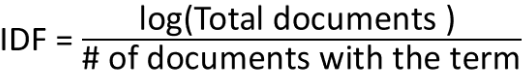 IDF = log(Total documents )
# of documents with the term